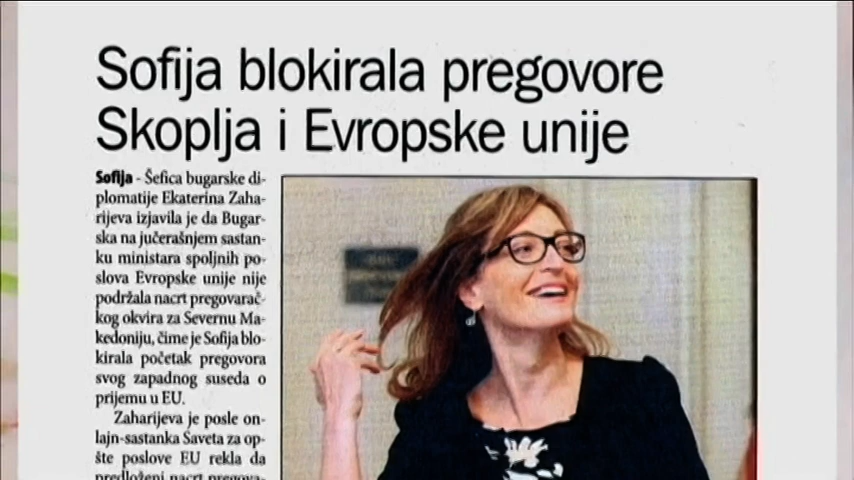 Sofija blokirala pregovore
Skoplja i Evropske unije
Sofija - Šefica bugarske di-
plomatije Ekaterina Zaha-
rijeva izjavila je da Bugar-
ska na jučerašnjem sastan-
ku ministara spoljnih po-
slova Evropske unije nije
podržala nacrt pregovarač-
kog okvira za Severnu Ma-
kedoniju, čime je Sofija blo-
kirala početak pregovora
svog zapadnog suseda o
prijemu u EU.
Zaharijeva je posle on-
lajn-sastanka Saveta za op-
šte poslove EU rekla da
predloženi nacrt pregova-